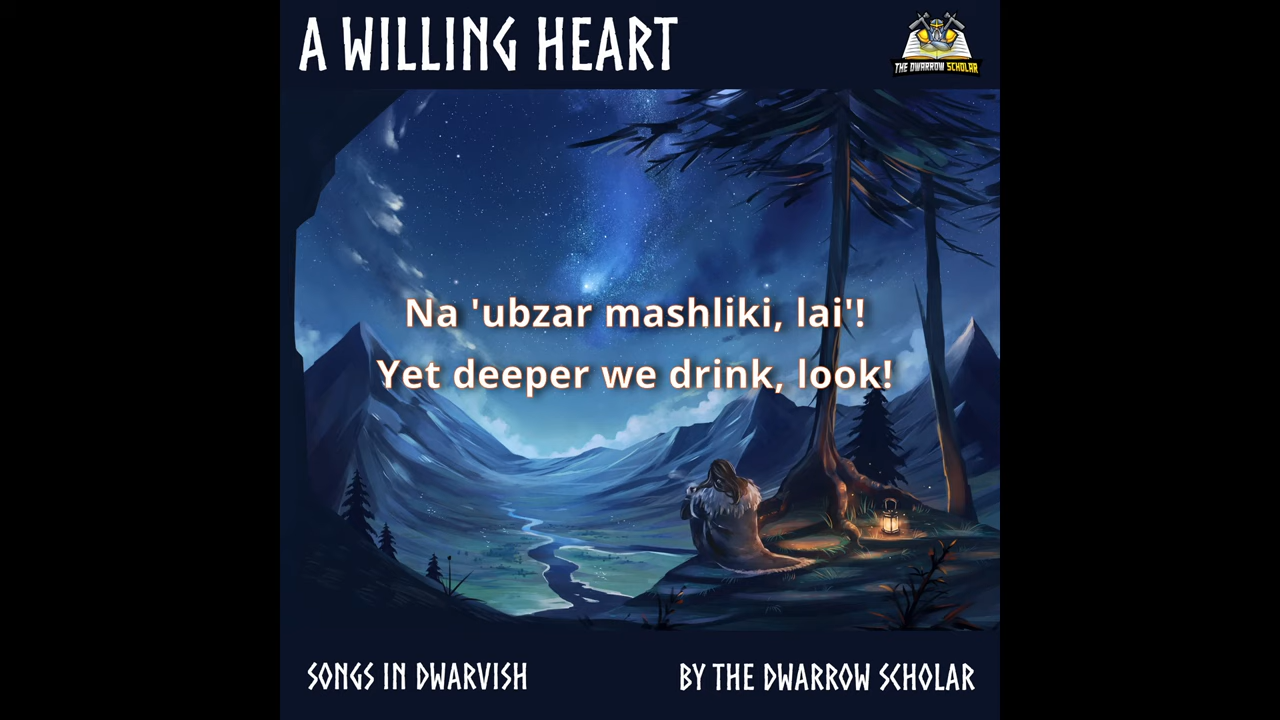 A WILLING HEART
THE DWARROW SCHOLAR
Na 'ubzar mashliki, lai'!
Yet deeper we drink, look!
SONGS IN DWARVISH
BY THE DWARROW SCHOLAR